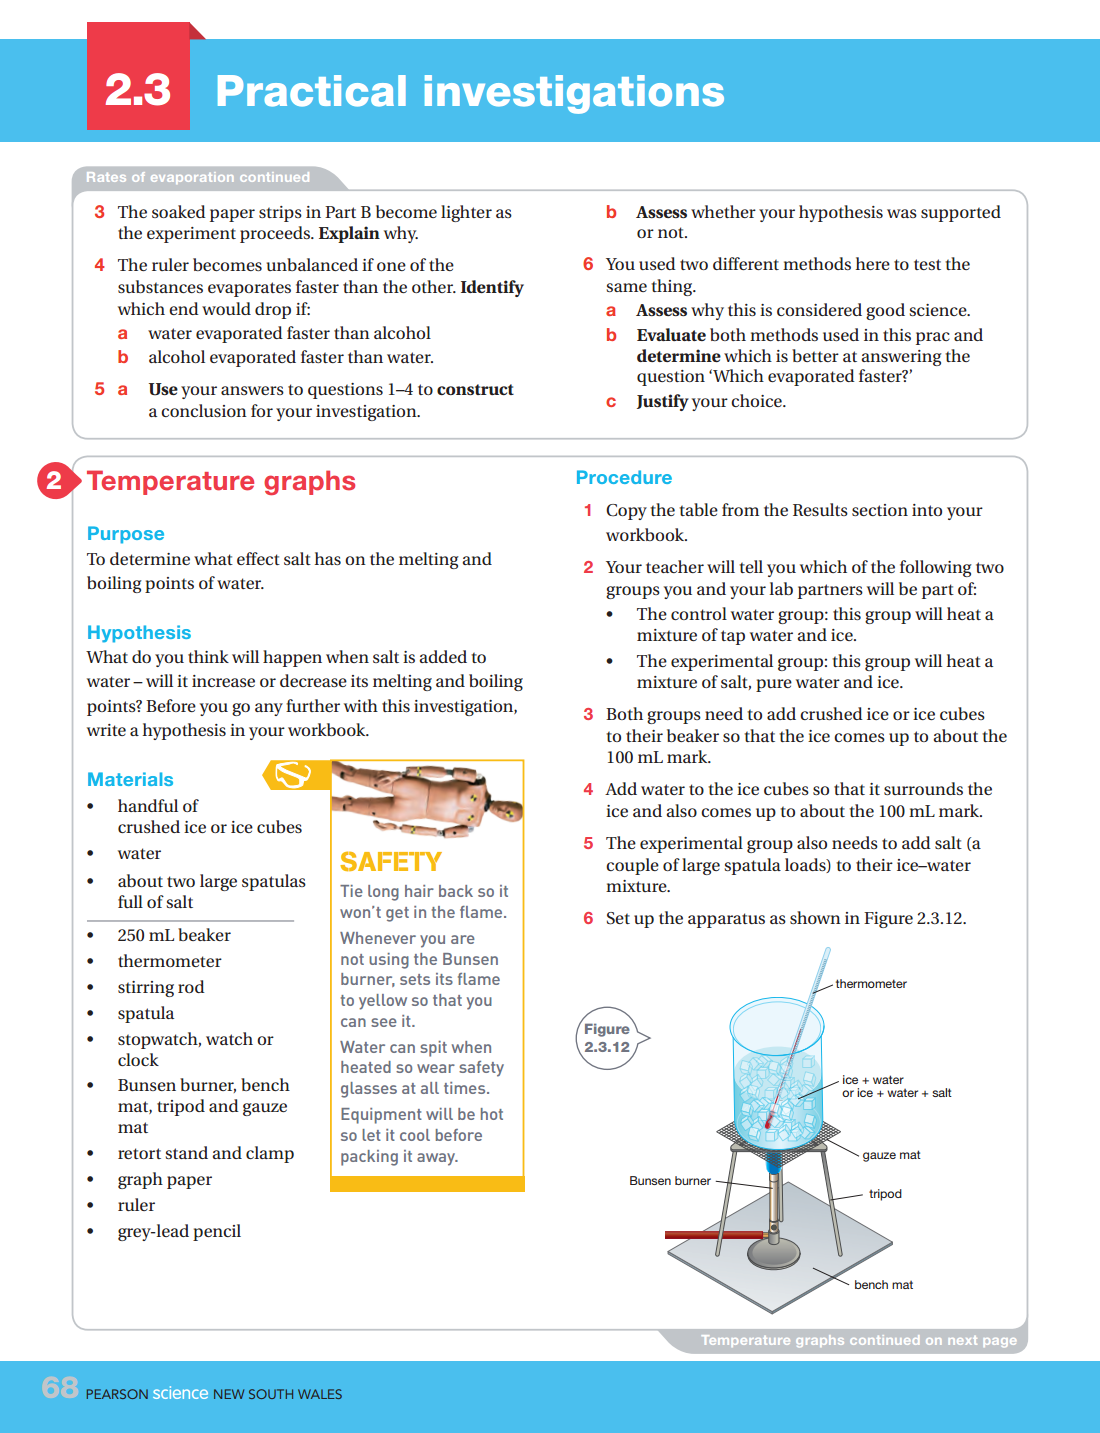 2.3 Practical investigations
Rates of evaporation continued
3 The soaked paper strips in Part B become lighter as
the experiment proceeds. Explain why.
4 The ruler becomes unbalanced if one of the
substances evaporates faster than the other. Identify
which end would drop if:
a water evaporated faster than alcohol
b alcohol evaporated faster than water.
5 a Use your answers to questions 1–4 to construct
a conclusion for your investigation.
b Assess whether your hypothesis was supported
or not.
6 You used two different methods here to test the
same thing.
a Assess why this is considered good science.
b Evaluate both methods used in this prac and
determine which is better at answering the
question ‘Which evaporated faster?’
c Justify your choice.
2 Temperature graphs
Purpose
To determine what effect salt has on the melting and
boiling points of water.
Hypothesis
What do you think will happen when salt is added to
water – will it increase or decrease its melting and boiling
points? Before you go any further with this investigation,
write a hypothesis in your workbook.
Materials
• handful of
crushed ice or ice cubes
• water
• about two large spatulas
full of salt
• 250 mL beaker
• thermometer
• stirring rod
• spatula
• stopwatch, watch or
clock
• Bunsen burner, bench
mat, tripod and gauze
mat
• retort stand and clamp
• graph paper
• ruler
• grey-lead pencil
SAFETY
Tie long hair back so it
won’t get in the flame.
Whenever you are
not using the Bunsen
burner, sets its flame
to yellow so that you
can see it.
Water can spit when
heated so wear safety
glasses at all times.
Equipment will be hot
so let it cool before
packing it away.
Procedure
1 Copy the table from the Results section into your
workbook.
2 Your teacher will tell you which of the following two
groups you and your lab partners will be part of:
• The control water group: this group will heat a
mixture of tap water and ice.
• The experimental group: this group will heat a
mixture of salt, pure water and ice.
3 Both groups need to add crushed ice or ice cubes
to their beaker so that the ice comes up to about the
100 mL mark.
4 Add water to the ice cubes so that it surrounds the
ice and also comes up to about the 100 mL mark.
5 The experimental group also needs to add salt (a
couple of large spatula loads) to their ice–water
mixture.
6 Set up the apparatus as shown in Figure 2.3.12.
Figure
2.3.12
thermometer
ice + water
or ice + water + salt
gauze mat
Bunsen burner
tripod
bench mat
Temperature graphs continued on next page
68 PEARSON science NEW SOUTH WALES